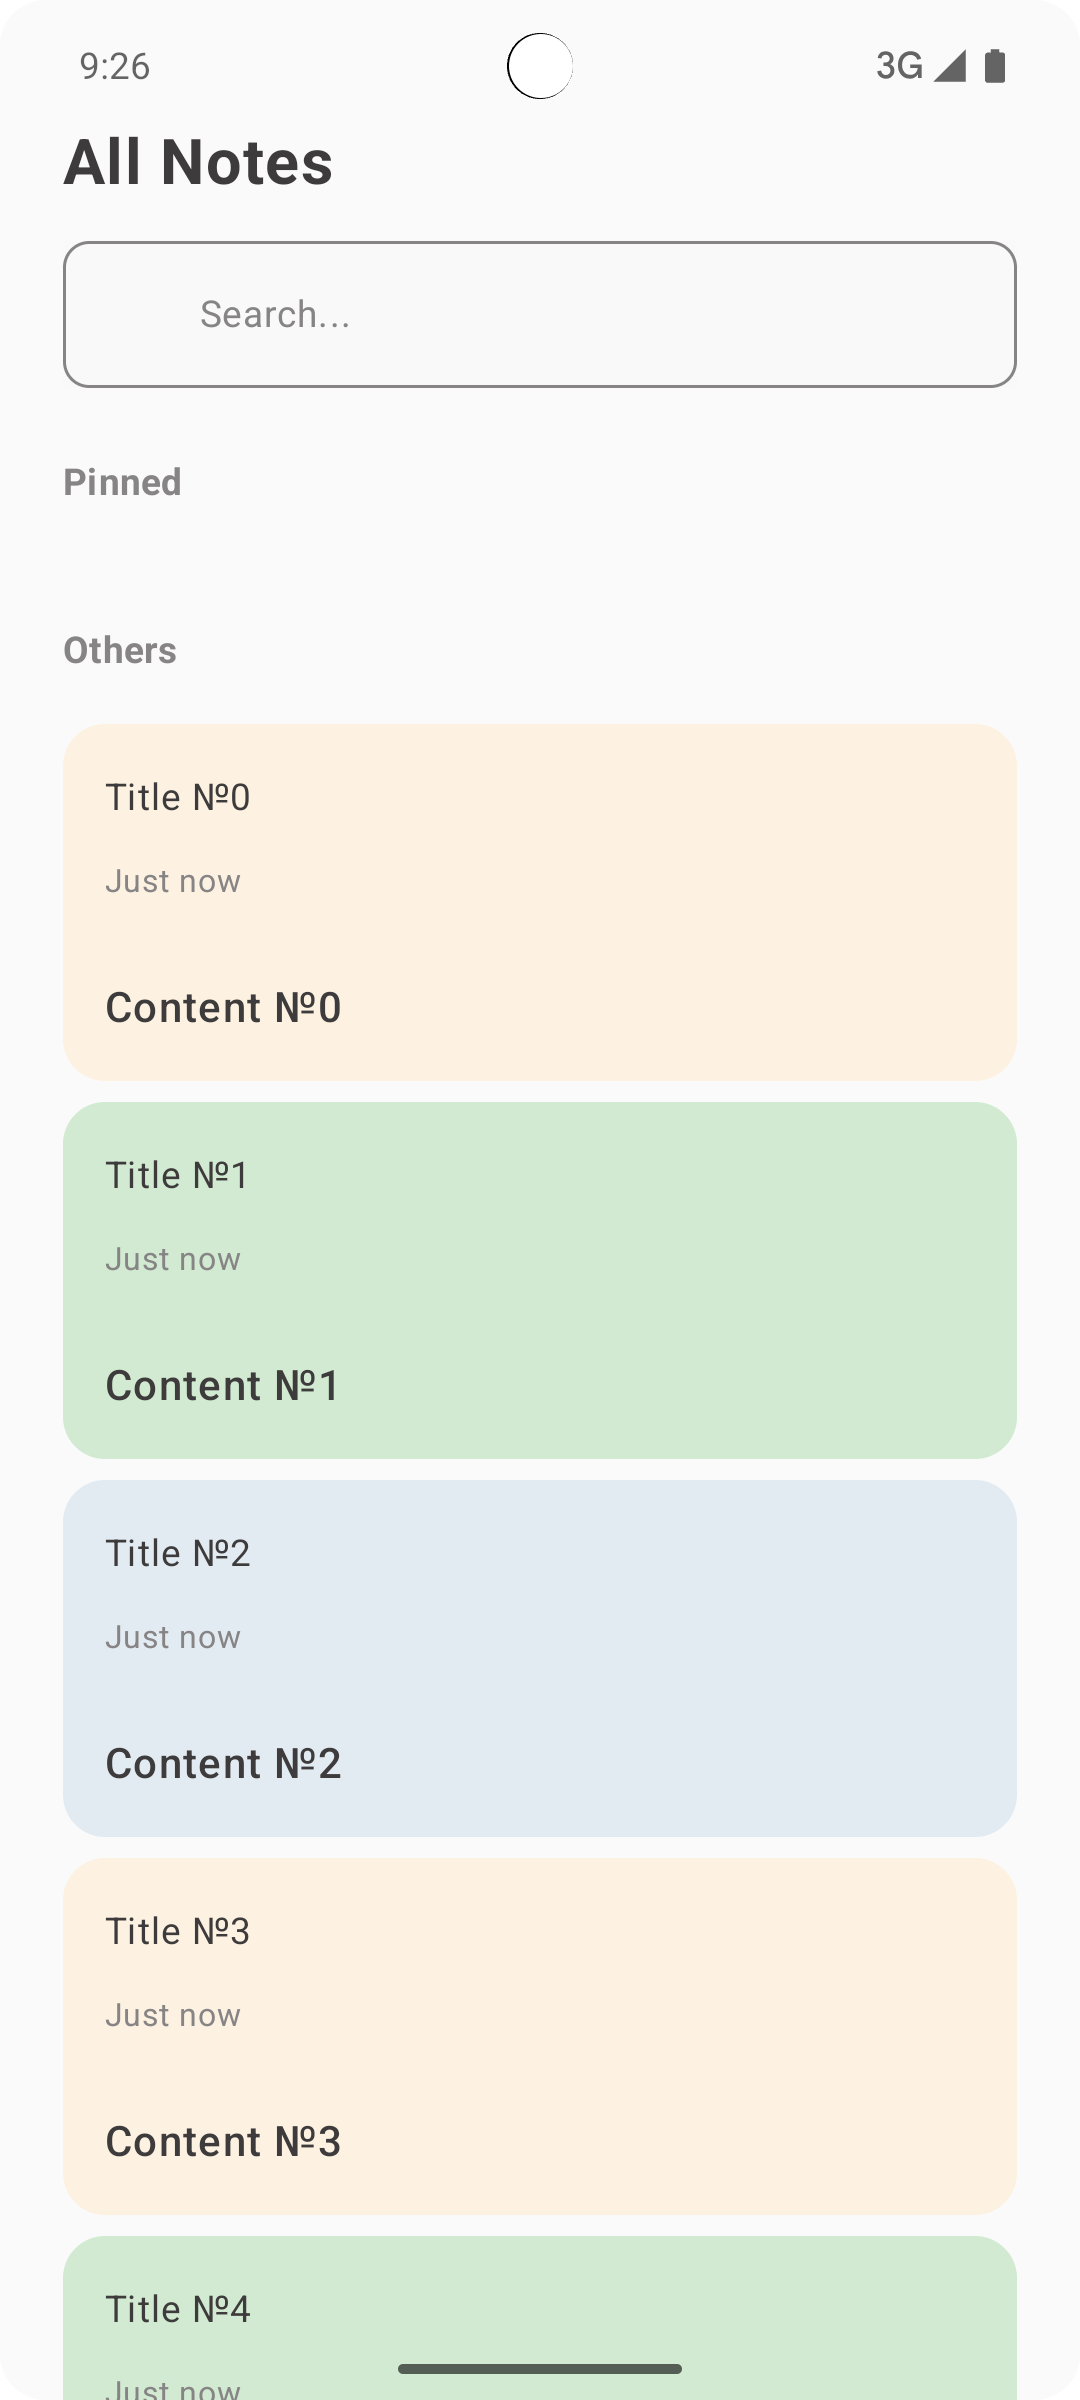 9:26
3G
All Notes
Search...
Pinned
Others
Title №0
Just now
Content №0
Title №1
Just now
Content №1
Title №2
Just now
Content №2
Title №3
Just now
Content №3
Title №4
Just now